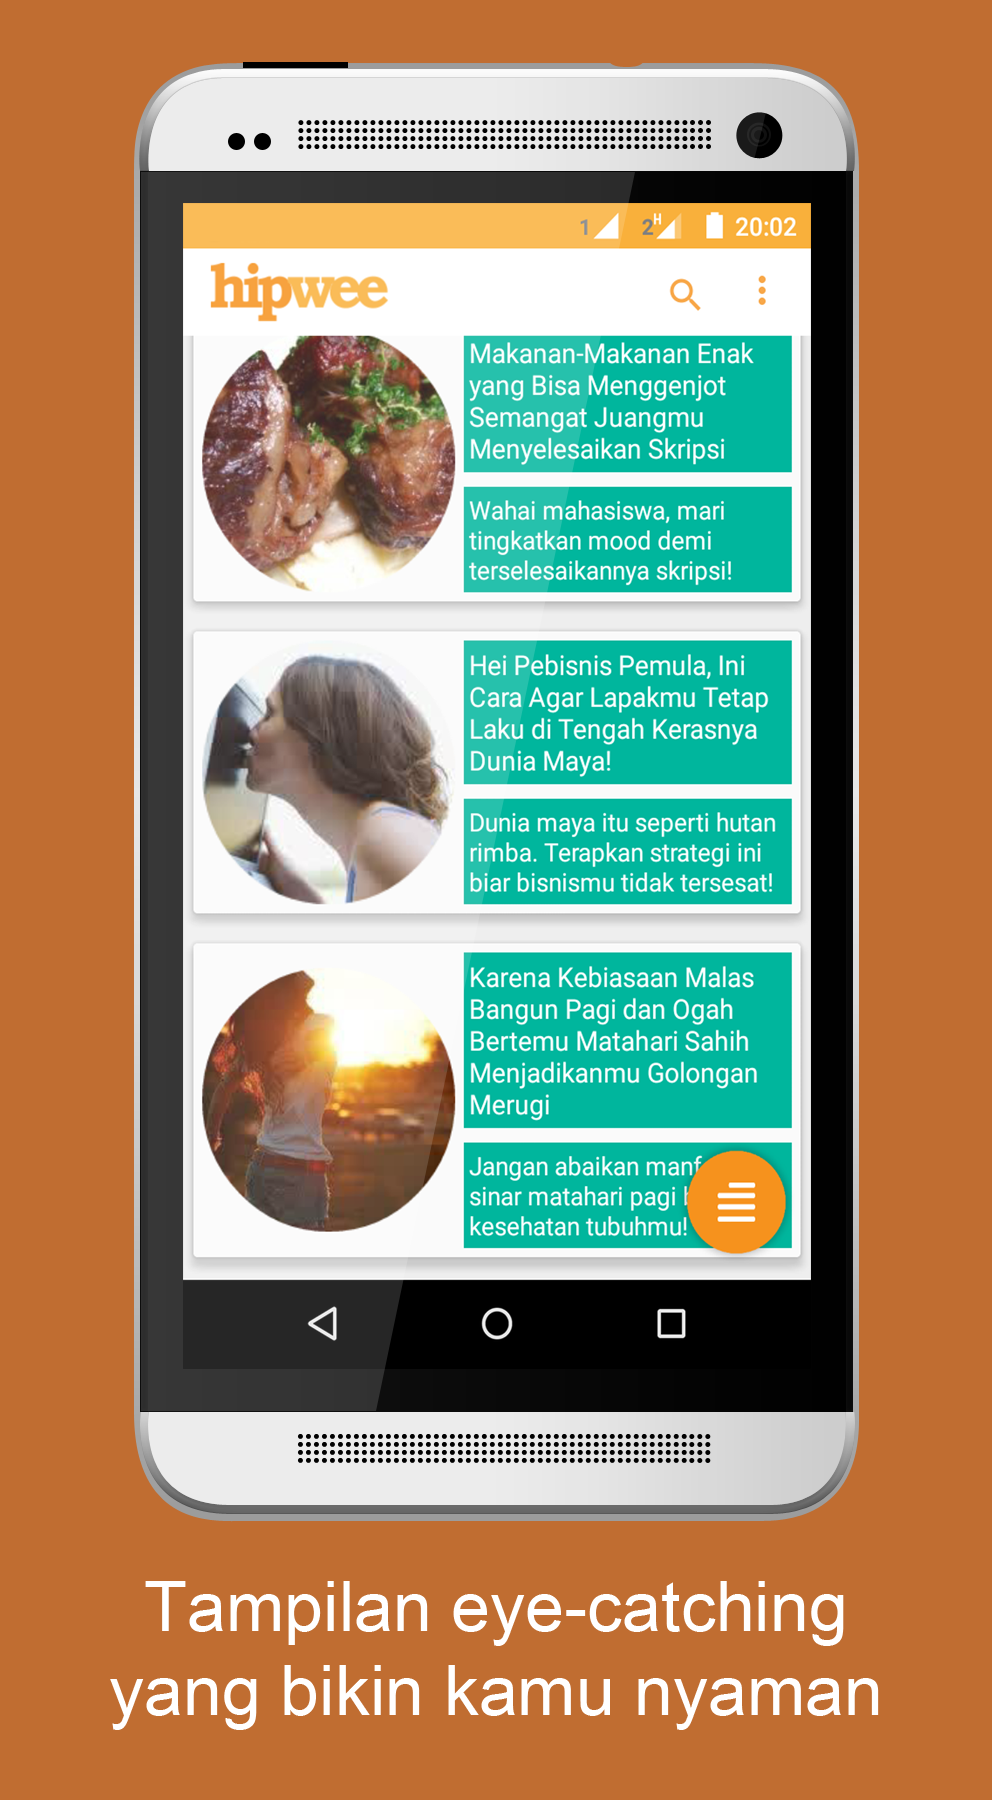 1 2 H 20:02
hipwee
Makanan-Makanan Enak
yang Bisa Menggenjot
Semangat Juangmu
Menyelesaikan Skripsi
Wahai mahasiswa, mari
tingkatkan mood demi
terselesaikannya skripsi!
Hei Pebisnis Pemula, Ini
Cara Agar Lapakmu Tetap
Laku di Tengah Kerasnya
Dunia Maya!
Dunia maya itu seperti hutan
rimba. Terapkan strategi ini
biar bisnismu tidak tersesat!
Karena Kebiasaan Malas
Bangun Pagi dan Ogah
Bertemu Matahari Sahih
Menjadikanmu Golongan
Merugi
Jangan abaikan
sinar matahari pagi
kesehatan tubuhmu!
Tampilan eye-catching
yang bikin kamu nyaman